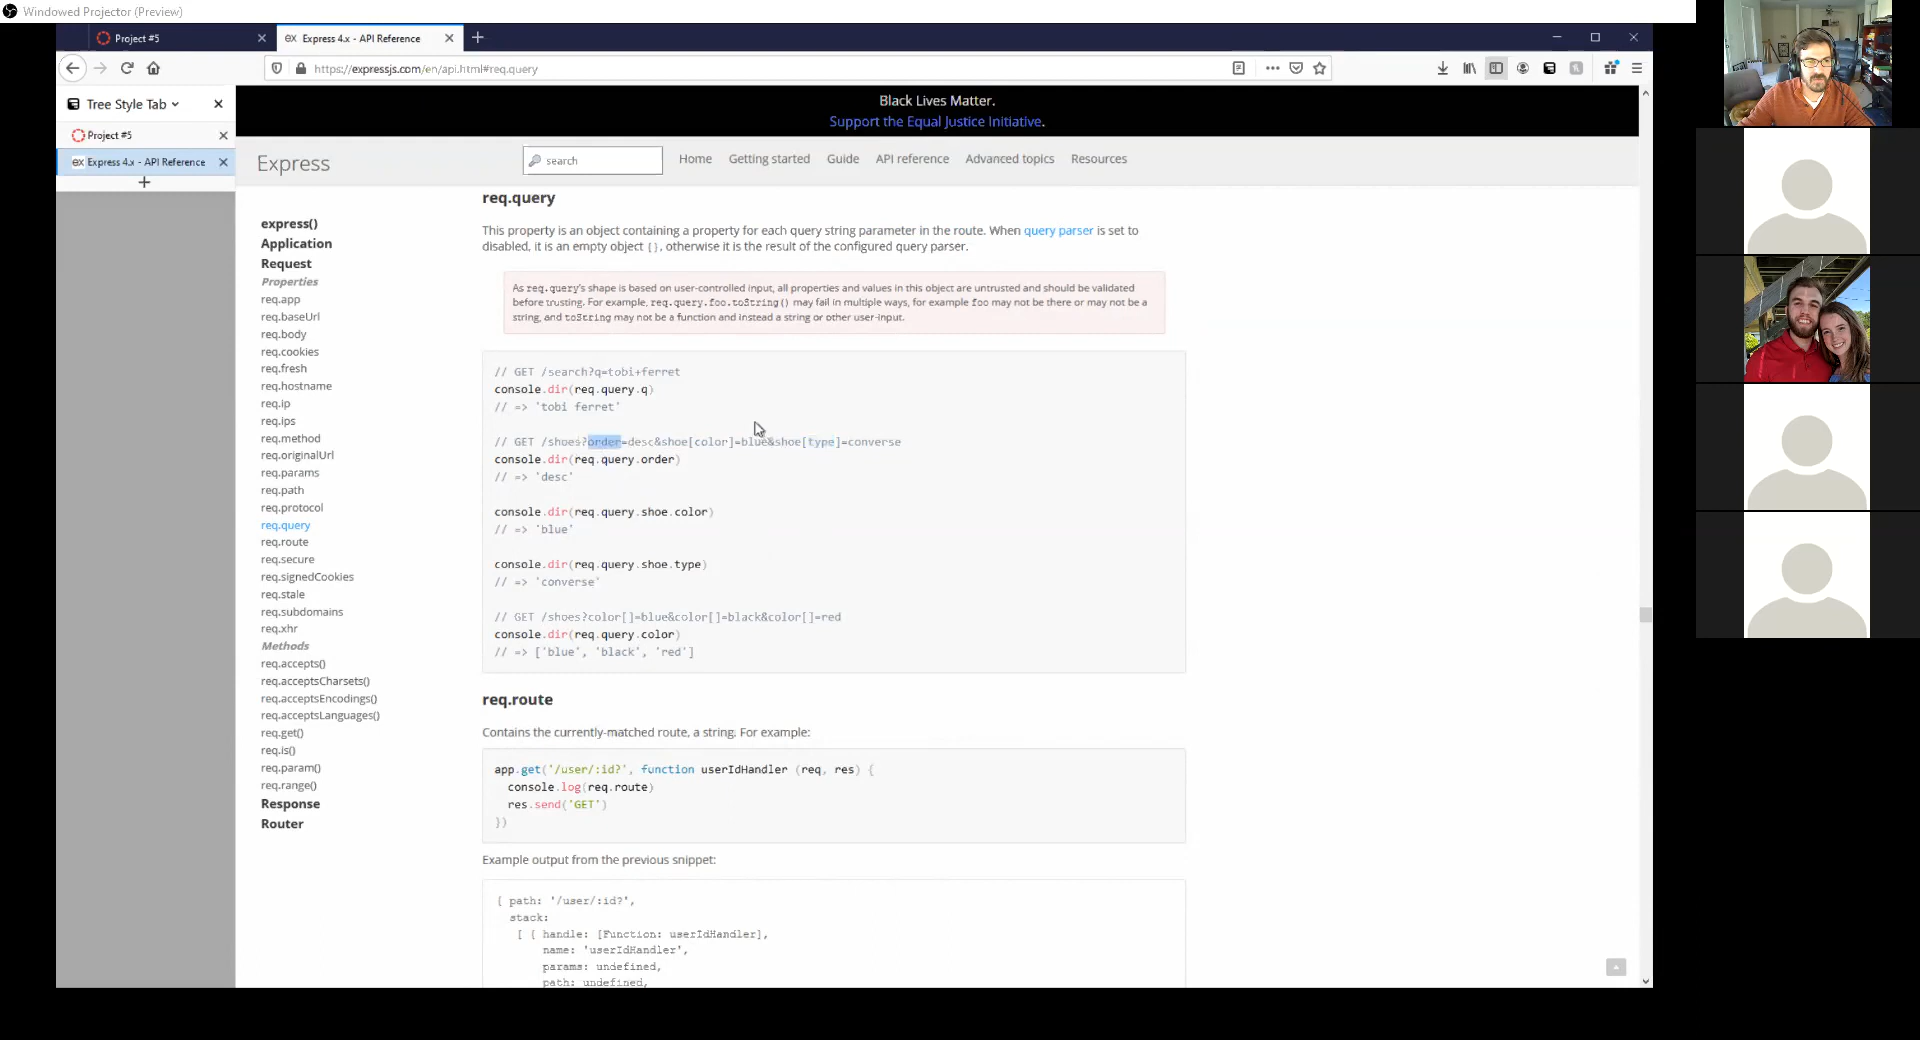 Windowed Projector (Preview)
Project #5
Express 4.x - API Reference
https://expressjs.com/en/api.html#req.query
Tree Style Tab
Project #5
Express 4.x - API Reference
Black Lives Matter.
Support the Equal Justice Initiative.
Express
search
Home
Getting started
Guide
API reference
Advanced topics
Resources
express()
Application
Request
Properties
req.app
req.baseUrl
req.body
req.cookies
req.fresh
req.hostname
req.ip
req.ips
req.method
req.originalUrl
req.params
req.path
req.protocol
req.query
req.route
req.secure
req.signedCookies
req.stale
req.subdomains
req.xhr
Methods
req.accepts()
req.acceptsCharsets()
req.acceptsEncodings()
req.acceptsLanguages()
req.get()
req.is()
req.param()
req.range()
Response
Router
req.query
This property is an object containing a property for each query string parameter in the route. When query parser is set to
disabled, it is an empty object {}, otherwise it is the result of the configured query parser.
As req.query's shape is based on user-controlled input, all properties and values in this object are untrusted and should be validated
before trusting. For example, req.query.foo.toString() may fail in multiple ways, for example foo may not be there or may not be a
string, and toString may not be a function and instead a string or other user-input.
// GET /search?q=tobi+ferret
console.dir(req.query.q)
// => 'tobi ferret'
// GET /shoes?order=desc&shoe[color]=blue&shoe[type]=converse
console.dir(req.query.order)
// => 'desc'
console.dir(req.query.shoe.color)
// => 'blue'
console.dir(req.query.shoe.type)
// => 'converse'
// GET /shoes?color[]=blue&color[]=black&color[]=red
console.dir(req.query.color)
// => ['blue', 'black', 'red']
req.route
Contains the currently-matched route, a string. For example:
app.get('/user/:id?', function userIdHandler (req, res) {
console.log(req.route)
res.send('GET')
})
Example output from the previous snippet:
{ path: '/user/:id?',
stack:
[ { handle: [Function: userIdHandler],
name: 'userIdHandler',
params: undefined,
path: undefined,